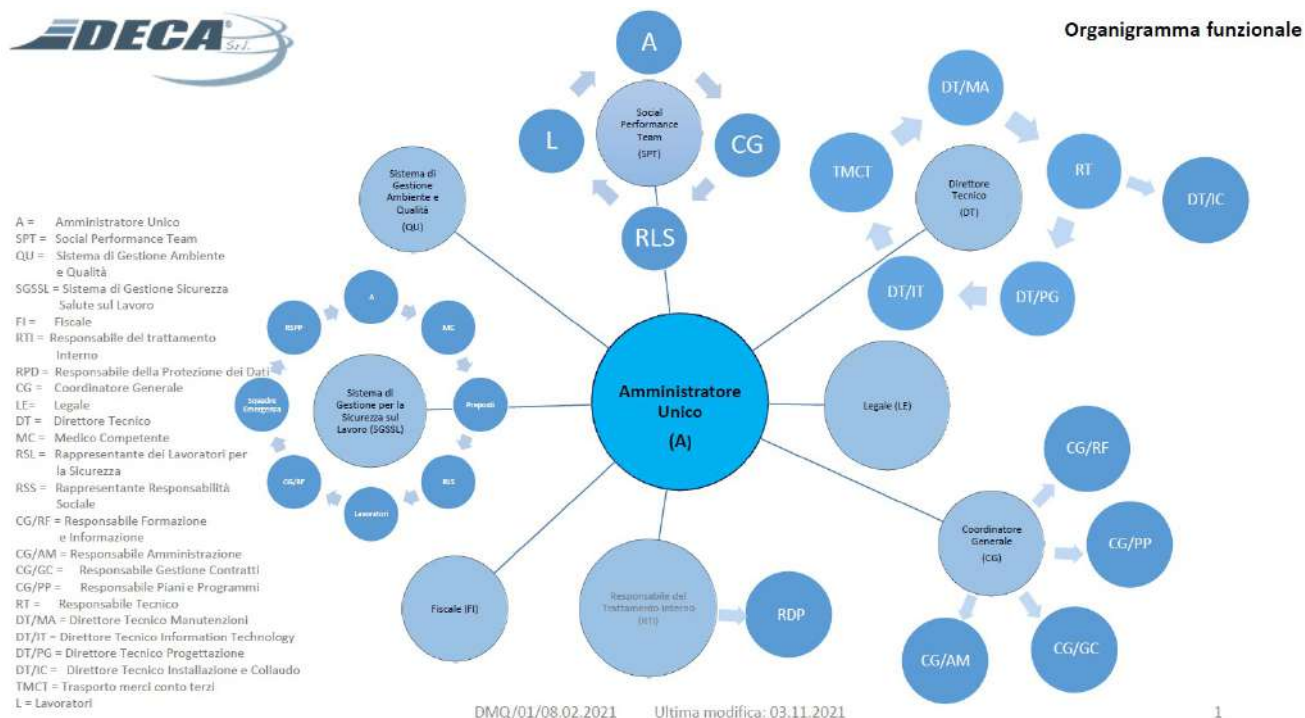 DECA®
S.r.l.
Organigramma funzionale
A
L
Social
Performance
Team
(SPT)
CG
RLS
DT/MA
TMCT
Direttore
Tecnico
(DT)
RT
DT/IC
DT/IT
DT/PG
Sistema di
Gestione
Ambiente e
Qualità
(QU)
A = Amministratore Unico
SPT = Social Performance Team
QU = Sistema di Gestione Ambiente
e Qualità
SGSSL = Sistema di Gestione Sicurezza
Salute sul Lavoro
FI = Fiscale
RTI = Responsabile del trattamento
Interno
RPD = Responsabile della Protezione dei Dati
CG = Coordinatore Generale
LE= Legale
DT = Direttore Tecnico
MC = Medico Competente
RSL = Rappresentante dei Lavoratori per
la Sicurezza
RSS = Rappresentante Responsabilità
Sociale
CG/RF = Responsabile Formazione
e Informazione
CG/AM = Responsabile Amministrazione
CG/GC = Responsabile Gestione Contratti
CG/PP = Responsabile Piani e Programmi
RT = Responsabile Tecnico
DT/MA = Direttore Tecnico Manutenzioni
DT/IT = Direttore Tecnico Information Technology
DT/PG = Direttore Tecnico Progettazione
DT/IC = Direttore Tecnico Installazione e Collaudo
TMCT = Trasporto merci conto terzi
L = Lavoratori
A
RSPP
MC
Squadre
Emergenza
Sistema di
Gestione per la
Sicurezza sul
Lavoro (SGSSL)
Preposti
CG/RF
RLS
Lavoratori
Amministratore
Unico
(A)
Legale (LE)
CG/RF
Coordinatore
Generale
(CG)
CG/PP
CG/GC
CG/AM
Fiscale (FI)
Responsabile del
Trattamento Interno
(RTI)
RDP
DMQ/01/08.02.2021 Ultima modifica: 03.11.2021 1